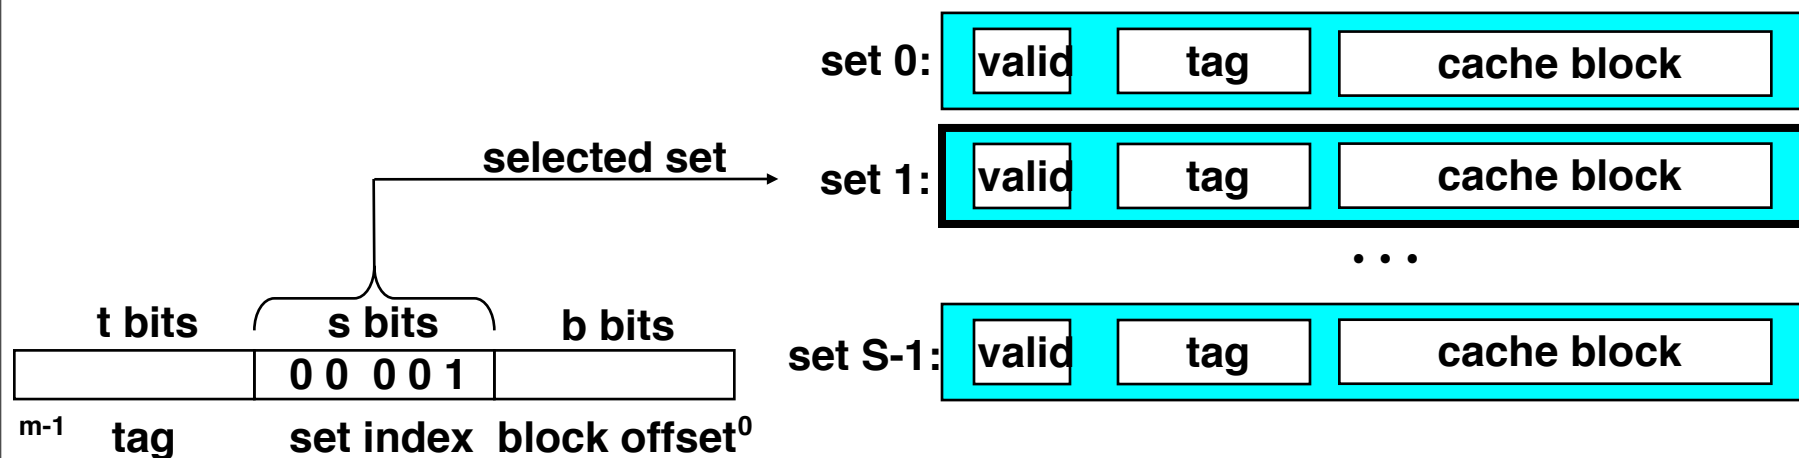 set 0: valid tag cache block
selected set
set 1: valid tag cache block
• • •
t bits s bits b bits
set S-1: valid tag cache block
0 0 0 0 1
m-1 tag set index block offset 0